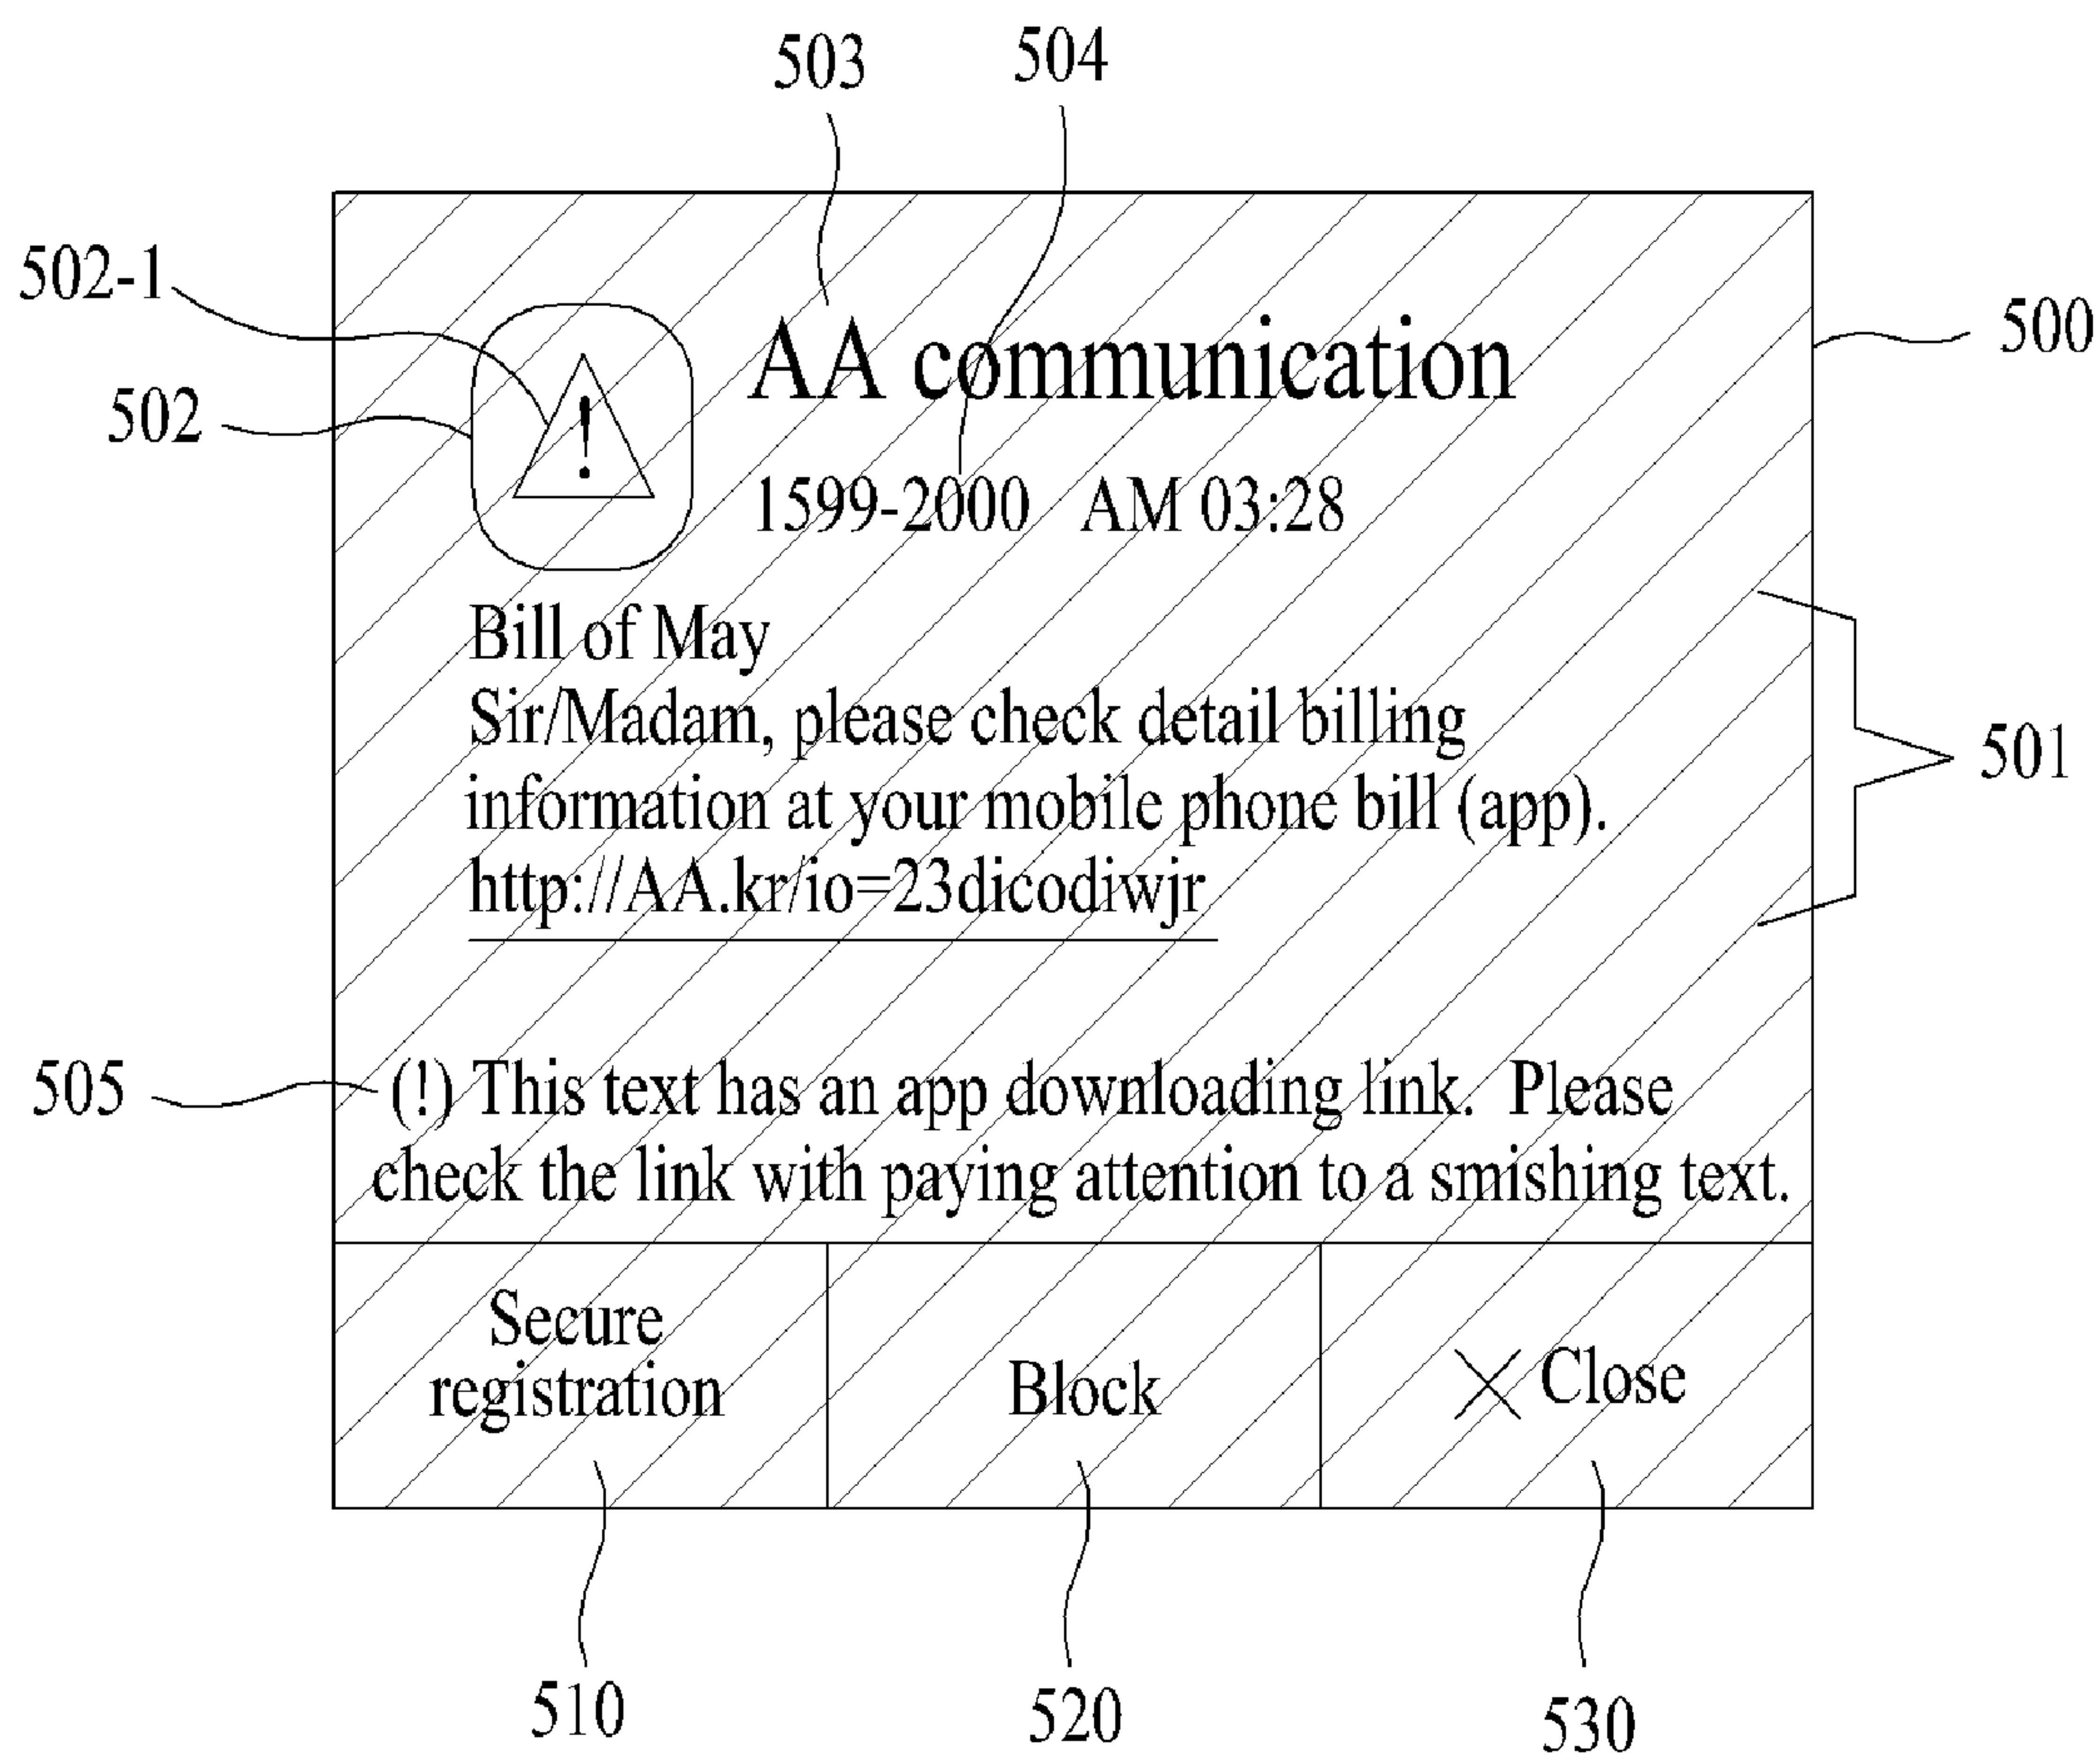 503
504
502-1
502
500
AA communication
!
1599-2000 AM 03:28
Bill of May
Sir/Madam, please check detail billing
information at your mobile phone bill (app).
http://AA.kr/io=23dicodiwjr
501
505
(!) This text has an app downloading link. Please
check the link with paying attention to a smishing text.
Secure
registration
Block
Close
510
520
530